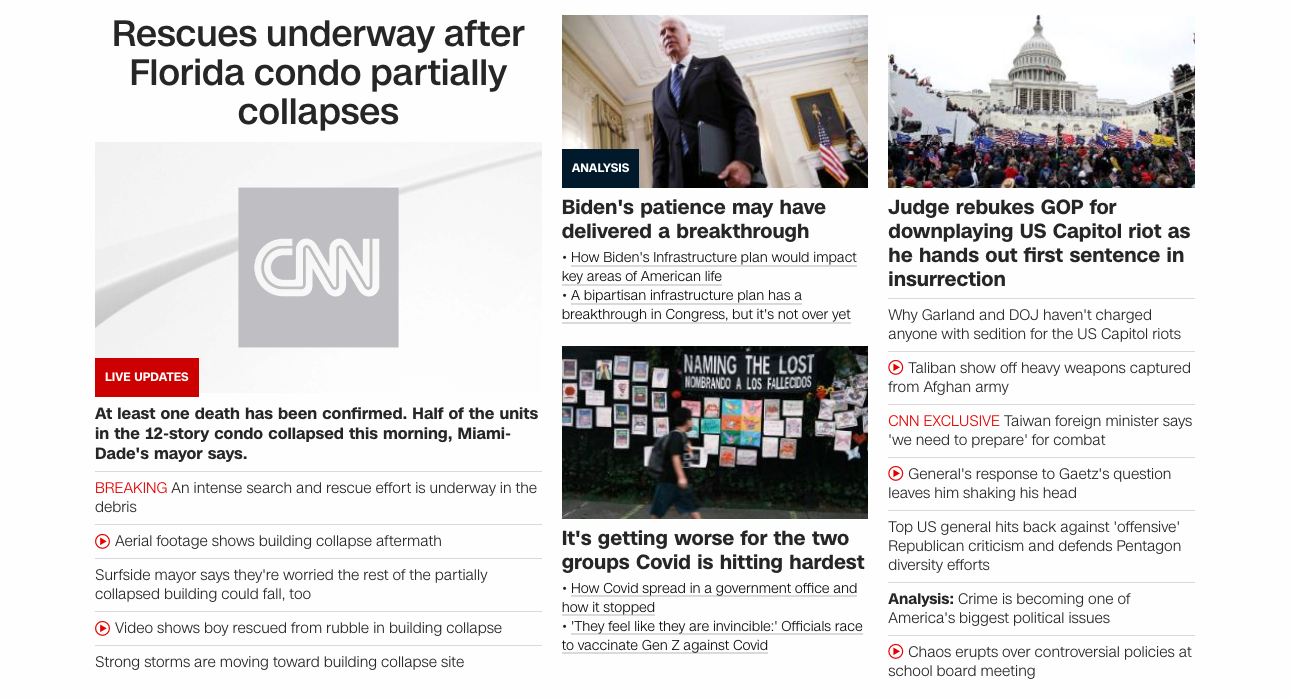 Rescues underway after
Florida condo partially
collapses
CNN
LIVE UPDATES
At least one death has been confirmed. Half of the units
in the 12-story condo collapsed this morning, Miami-
Dade's mayor says.
BREAKING An intense search and rescue effort is underway in the
debris
Aerial footage shows building collapse aftermath
Surfside mayor says they're worried the rest of the partially
collapsed building could fall, too
Video shows boy rescued from rubble in building collapse
Strong storms are moving toward building collapse site
ANALYSIS
Biden's patience may have
delivered a breakthrough
• How Biden's Infrastructure plan would impact
key areas of American life
• A bipartisan infrastructure plan has a
breakthrough in Congress, but it's not over yet
NAMING THE LOST
NOMBRANDO A LOS FALLECIDOS
It's getting worse for the two
groups Covid is hitting hardest
• How Covid spread in a government office and
how it stopped
• 'They feel like they are invincible:' Officials race
to vaccinate Gen Z against Covid
Judge rebukes GOP for
downplaying US Capitol riot as
he hands out first sentence in
insurrection
Why Garland and DOJ haven't charged
anyone with sedition for the US Capitol riots
Taliban show off heavy weapons captured
from Afghan army
CNN EXCLUSIVE Taiwan foreign minister says
'we need to prepare' for combat
General's response to Gaetz's question
leaves him shaking his head
Top US general hits back against 'offensive'
Republican criticism and defends Pentagon
diversity efforts
Analysis: Crime is becoming one of
America's biggest political issues
Chaos erupts over controversial policies at
school board meeting